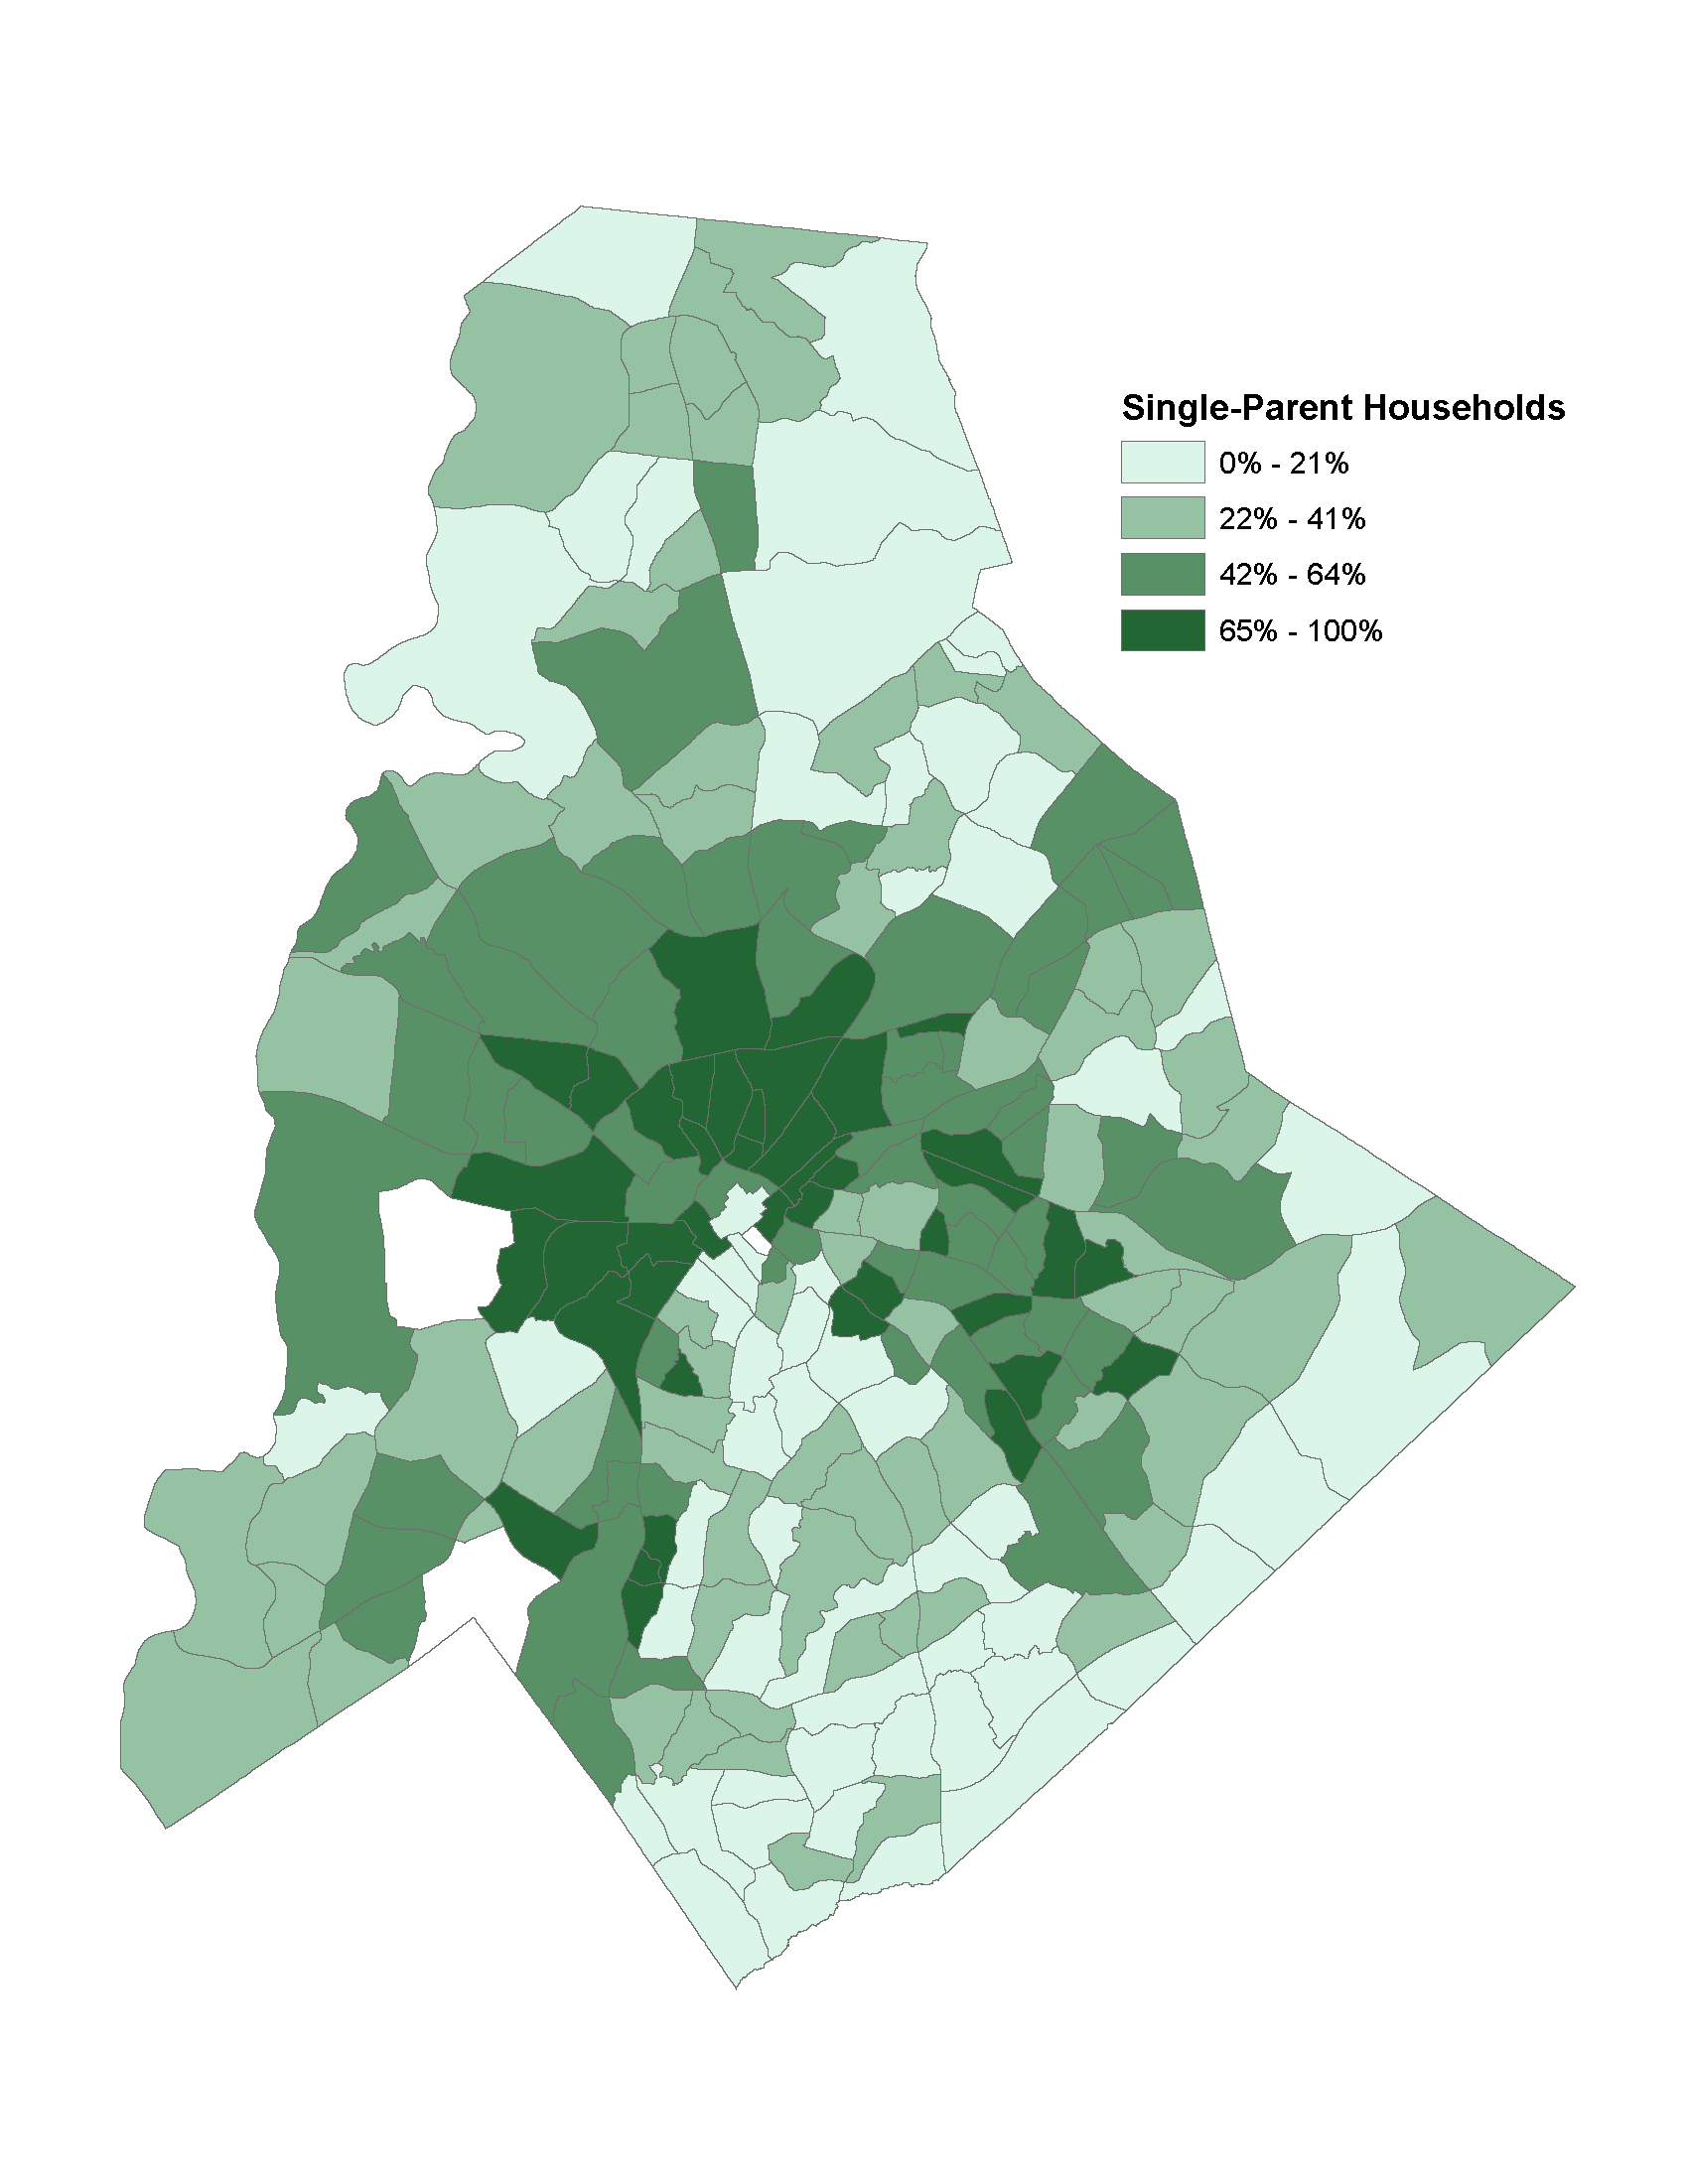 Single-Parent Households
0% - 21%
22% - 41%
42% - 64%
65% - 100%